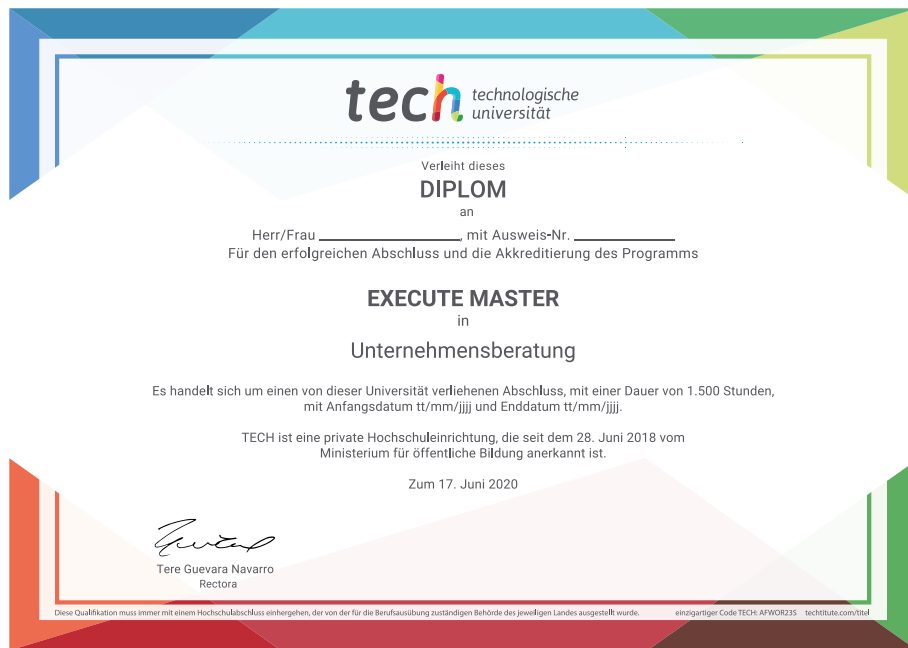 tech technologische
universität
Verleiht dieses
DIPLOM
an
Herr/Frau ____________________, mit Ausweis-Nr. ______________
Für den erfolgreichen Abschluss und die Akkreditierung des Programms
EXECUTE MASTER
in
Unternehmensberatung
Es handelt sich um einen von dieser Universität verliehenen Abschluss, mit einer Dauer von 1.500 Stunden,
mit Anfangsdatum tt/mm/jjjj und Enddatum tt/mm/jjjj.
TECH ist eine private Hochschuleinrichtung, die seit dem 28. Juni 2018 vom
Ministerium für öffentliche Bildung anerkannt ist.
Zum 17. Juni 2020
Tere Guevara Navarro
Rectora
Diese Qualifikation muss immer mit einem Hochschulabschluss einhergehen, der von der für die Berufsausübung zuständigen Behörde des jeweiligen Landes ausgestellt wurde. einzigartiger Code TECH: AFWOR23S techtitute.com/titel